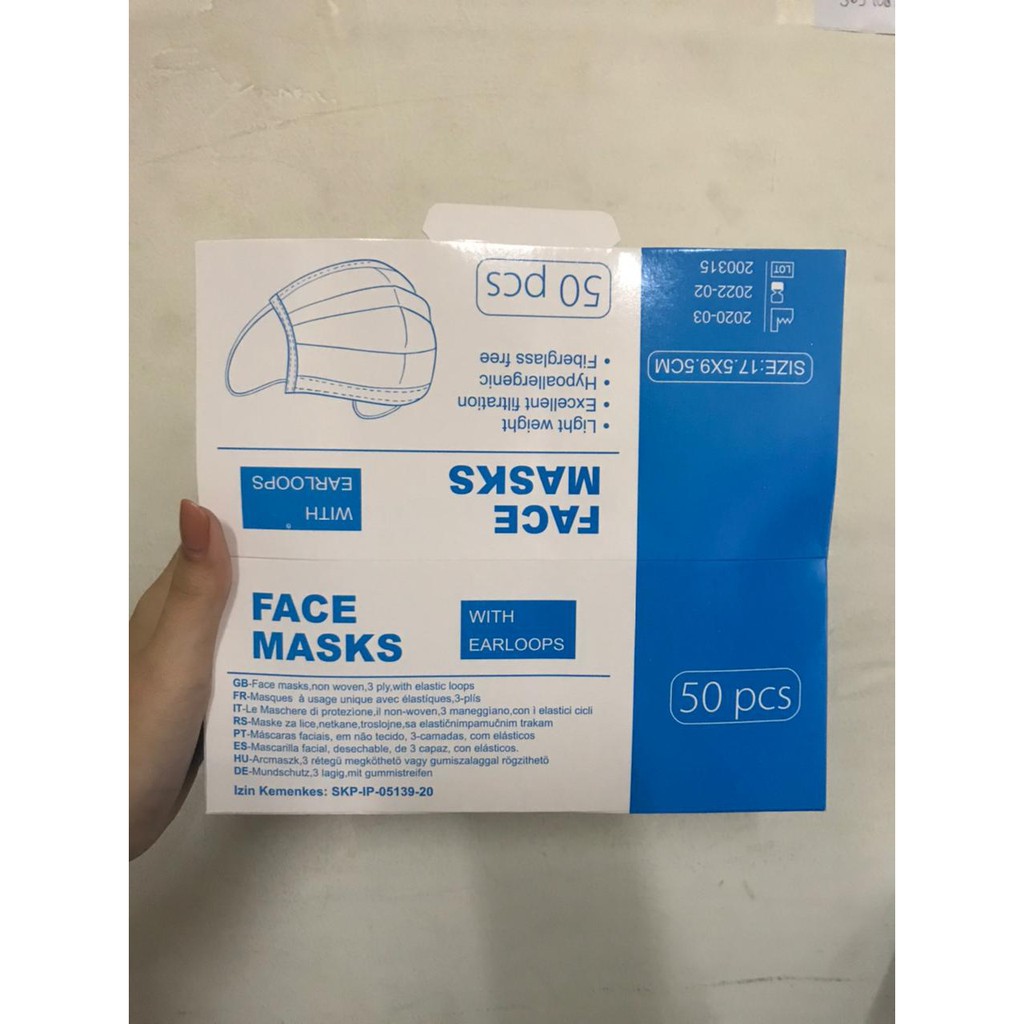 50 pcs
• Fiberglass free
• Hypoallergenic
• Excellent filtration
• Light weight
FACE
MASKS
WITH
EARLOOPS
SIZE:17.5X9.5CM
2020-03
2022-02
LOT 200315
FACE
MASKS
WITH
EARLOOPS
GB-Face masks,non woven,3 ply,with elastic loops
FR-Masques à usage unique avec élastiques,3-plis
IT-Le Maschere di protezione,il non-woven,3 maneggiano,con i elastici cicli
RS-Maske za lice,netkane,troslojne,sa elastičnimpamučnim trakam
PT-Máscaras faciais, em não tecido, 3-camadas, com elásticos
ES-Mascarilla facial, desechable, de 3 capaz, con elásticos.
HU-Arcmaszk,3 rétegű megköthető vagy gumiszalaggal rögzithető
DE-Mundschutz,3 lagig,mit gummistreifen
Izin Kemenkes: SKP-IP-05139-20
50 pcs